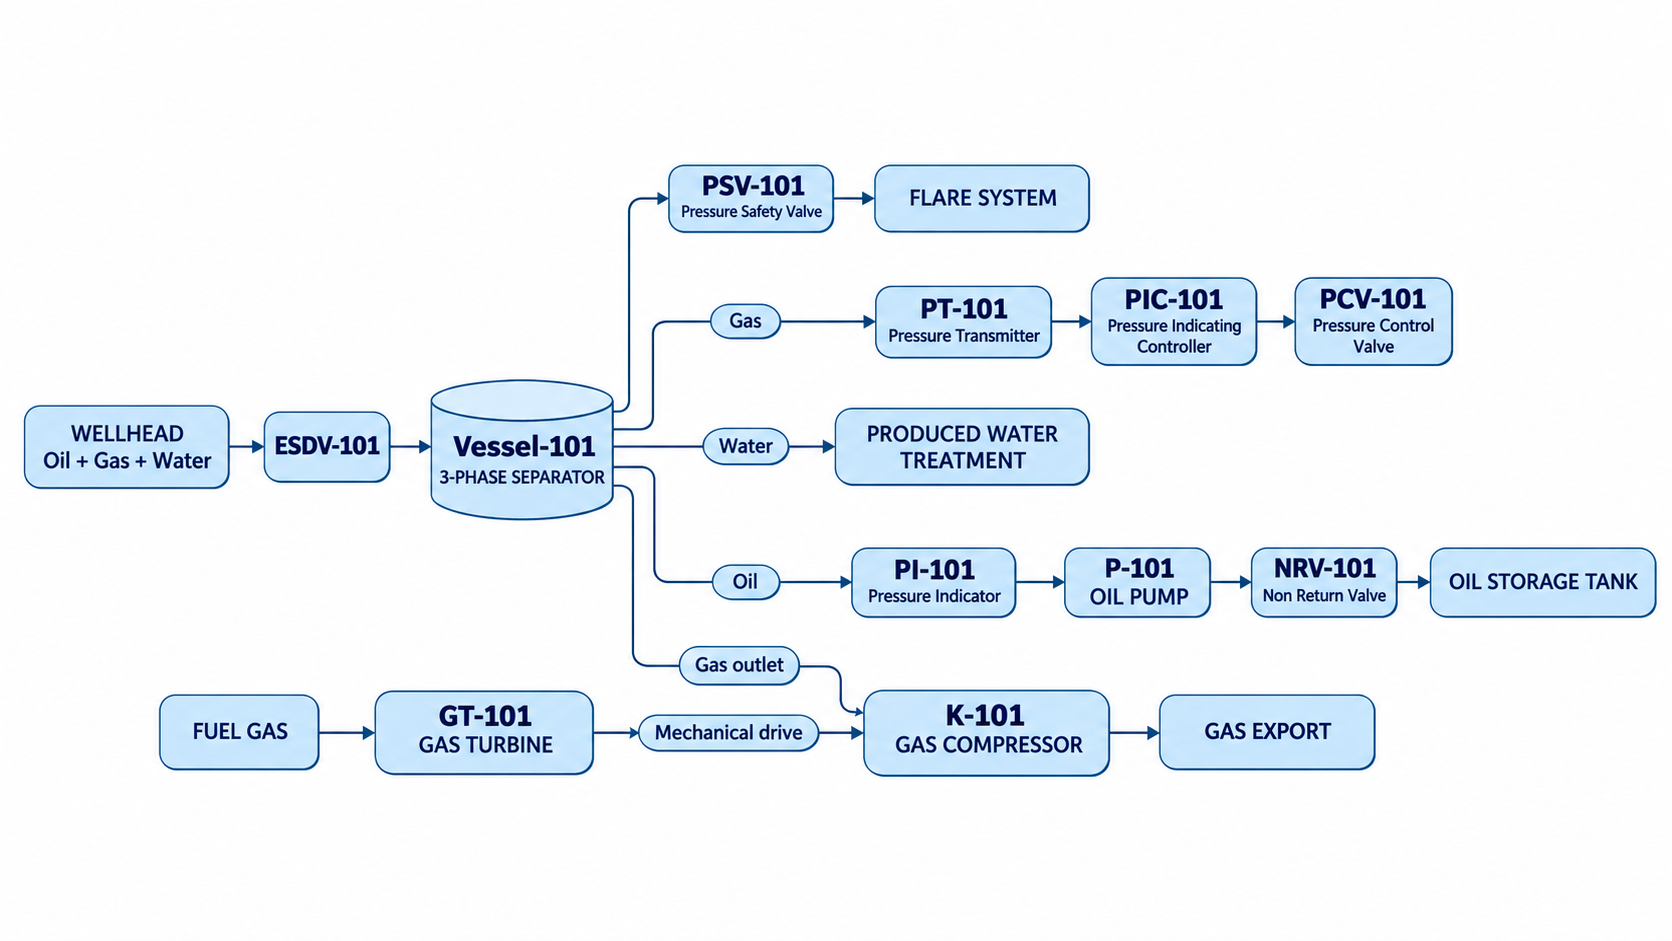 PSV-101
Pressure Safety Valve
FLARE SYSTEM
Gas
PT-101
Pressure Transmitter
PIC-101
Pressure Indicating
Controller
PCV-101
Pressure Control
Valve
WELLHEAD
Oil + Gas + Water
ESDV-101
Vessel-101
3-PHASE SEPARATOR
Water
PRODUCED WATER
TREATMENT
Oil
PI-101
Pressure Indicator
P-101
OIL PUMP
NRV-101
Non Return Valve
OIL STORAGE TANK
Gas outlet
FUEL GAS
GT-101
GAS TURBINE
Mechanical drive
K-101
GAS COMPRESSOR
GAS EXPORT